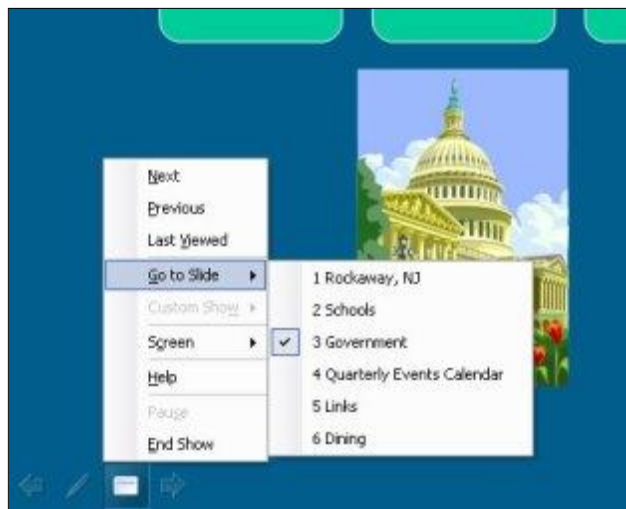 Next
Previous
Last Viewed
Go to Slide
Custom Show
Screen
Help
Pause
End Show
1 Rockaway, NJ
2 Schools
3 Government
4 Quarterly Events Calendar
5 Links
6 Dining